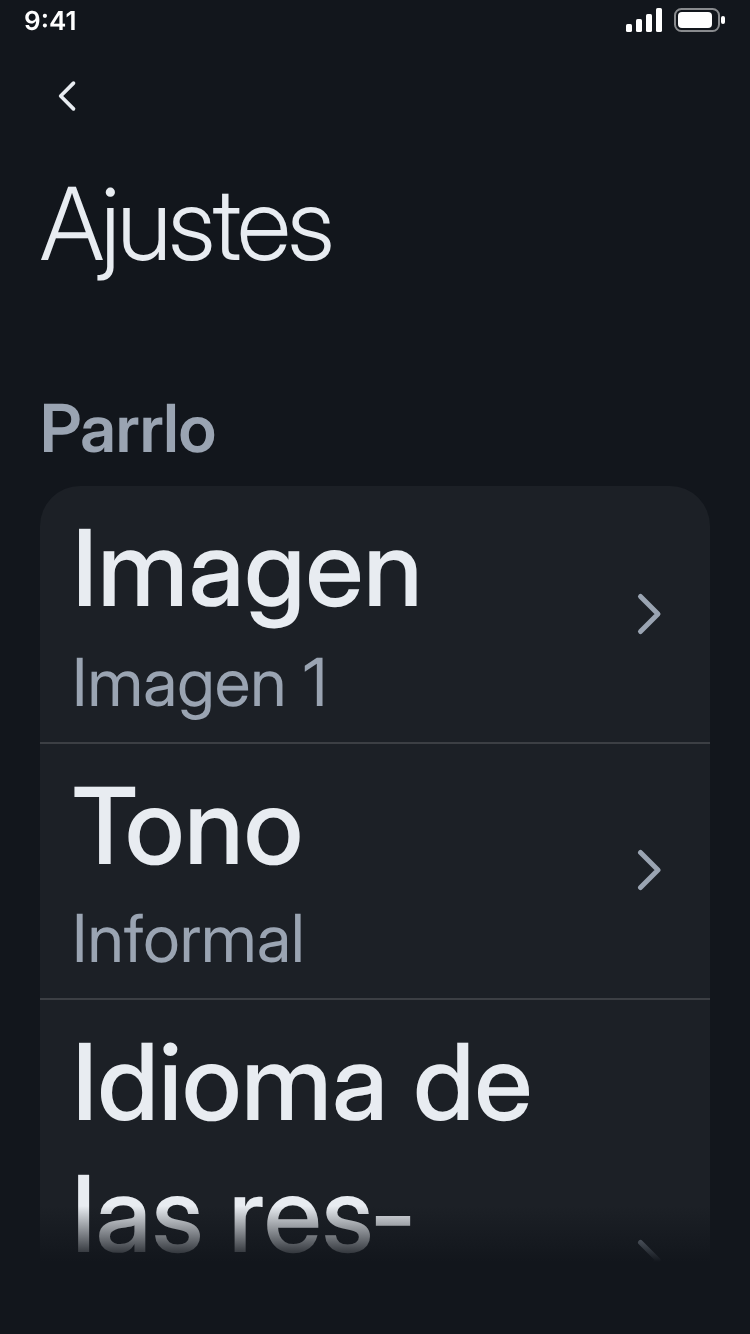 9:41
Ajustes
Parrlo
Imagen
Imagen 1
Tono
Informal
Idioma de
las res-